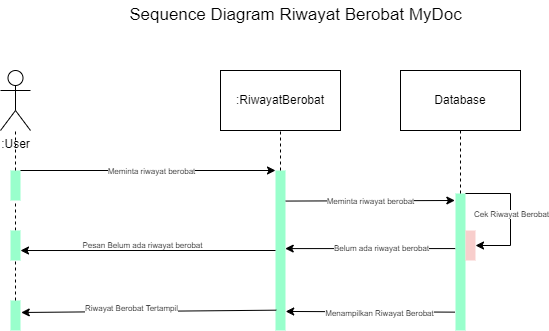 Sequence Diagram Riwayat Berobat MyDoc
:User
:RiwayatBerobat
Database
Meminta riwayat berobat
Meminta riwayat berobat
Cek Riwayat Berobat
Pesan Belum ada riwayat berobat
Belum ada riwayat berobat
Riwayat Berobat Tertampil
Menampilkan Riwayat Berobat